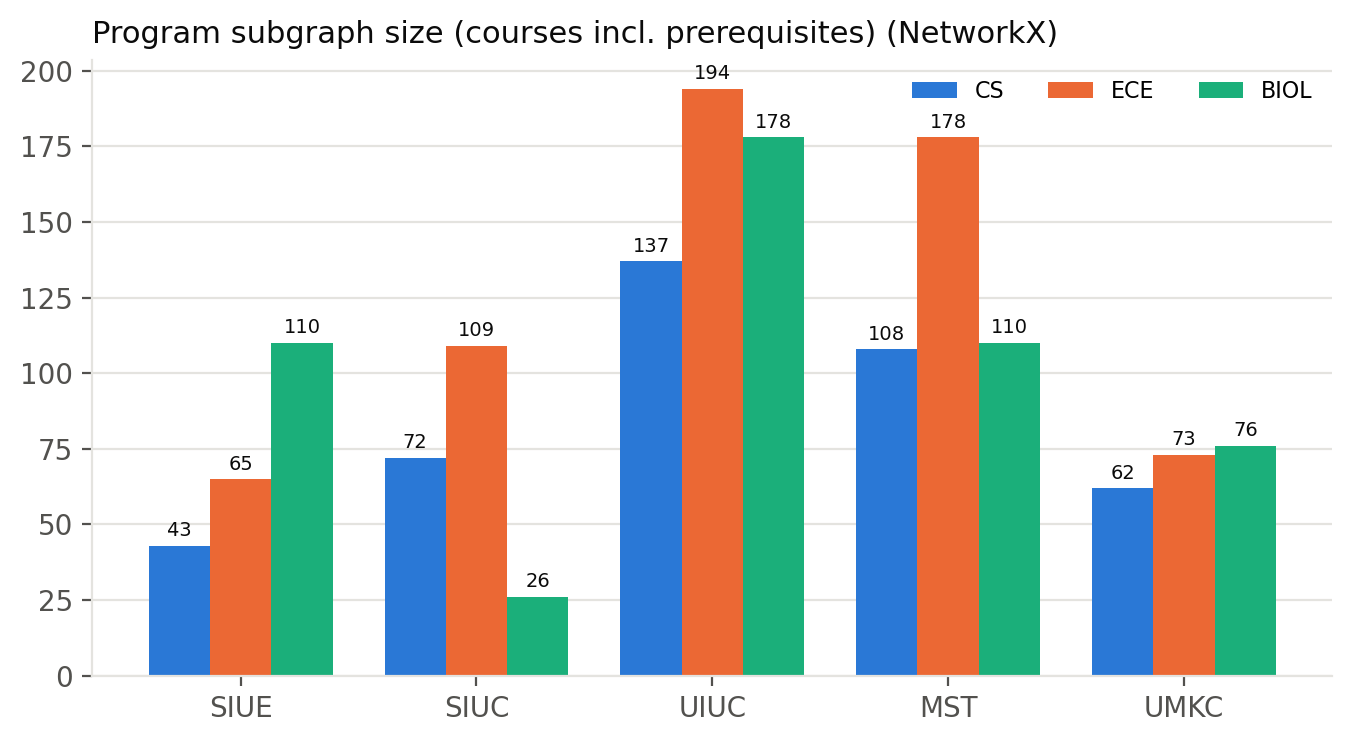 Program subgraph size (courses incl. prerequisites) (NetworkX)
CS ECE BIOL
200
175
150
125
100
75
50
25
0
43 65 110
72 109 26
137 194 178
108 178 110
62 73 76
SIUE SIUC UIUC MST UMKC